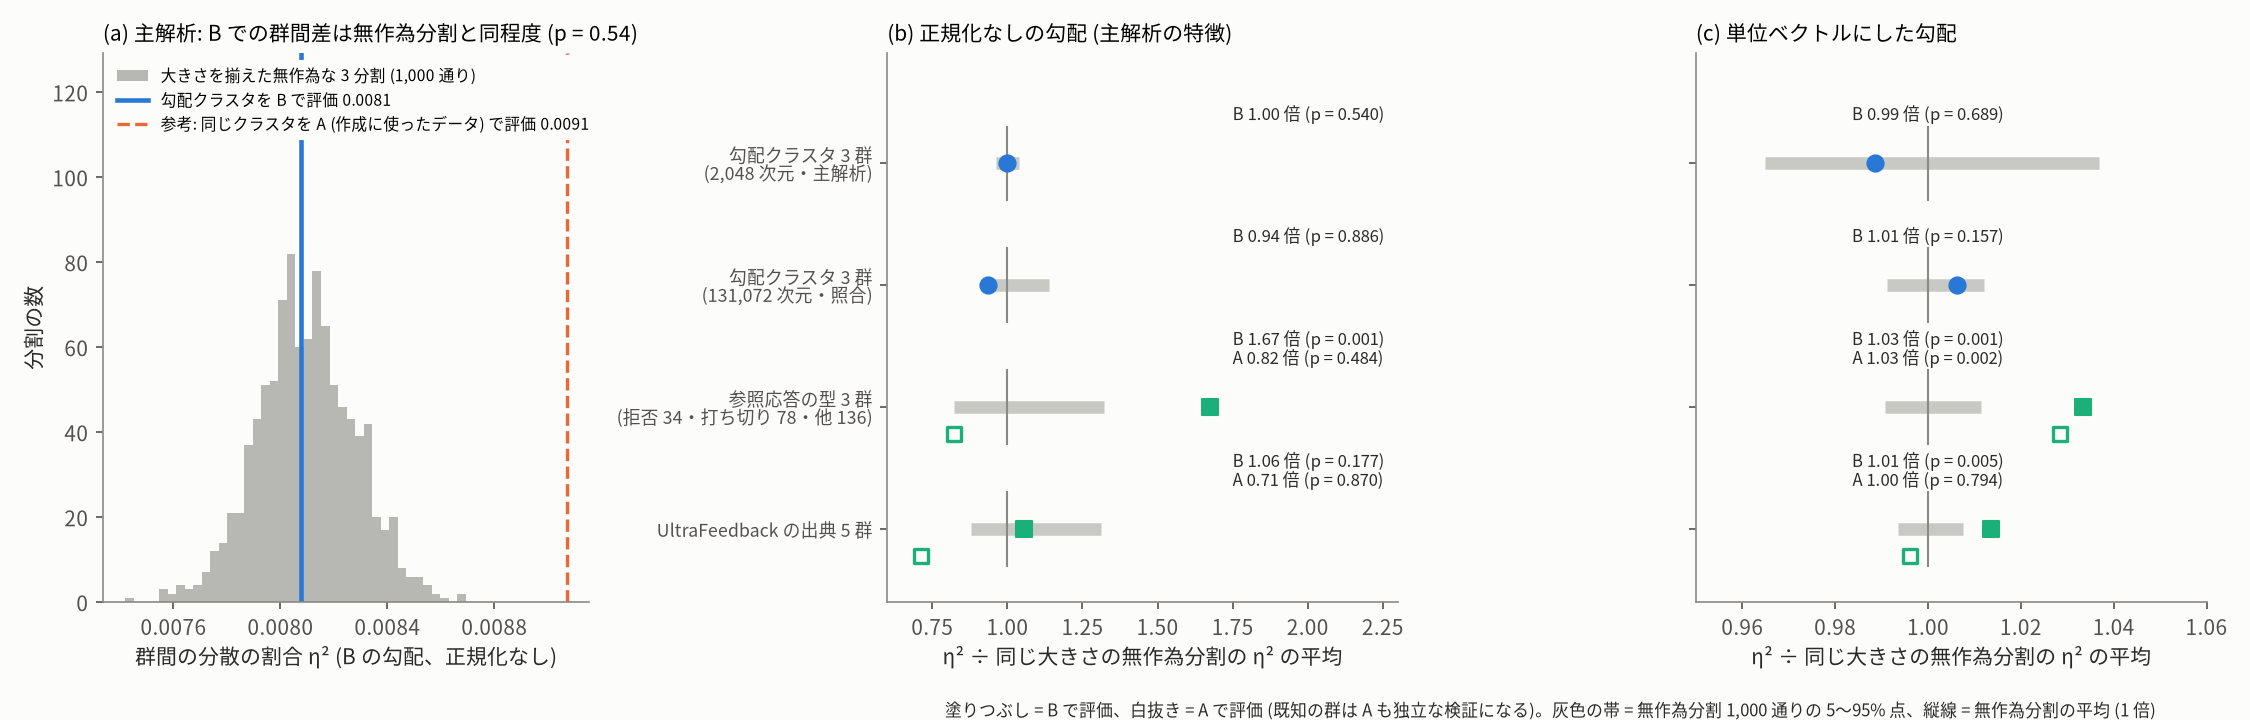 (a) 主解析: B での群間差は無作為分割と同程度 (p = 0.54)
大きさを揃えた無作為な 3 分割 (1,000 通り)
勾配クラスタを B で評価 0.0081
参考: 同じクラスタを A (作成に使ったデータ) で評価 0.0091
分割の数
120
100
80
60
40
20
0
0.0076
0.0080
0.0084
0.0088
群間の分散の割合 η² (B の勾配、正規化なし)
(b) 正規化なしの勾配 (主解析の特徴)
勾配クラスタ 3 群
(2,048 次元・主解析)
勾配クラスタ 3 群
(131,072 次元・照合)
参照応答の型 3 群
(拒否 34・打ち切り 78・他 136)
UltraFeedback の出典 5 群
B 1.00 倍 (p = 0.540)
B 0.94 倍 (p = 0.886)
B 1.67 倍 (p = 0.001)
A 0.82 倍 (p = 0.484)
B 1.06 倍 (p = 0.177)
A 0.71 倍 (p = 0.870)
0.75
1.00
1.25
1.50
1.75
2.00
2.25
η² ÷ 同じ大きさの無作為分割の η² の平均
(c) 単位ベクトルにした勾配
B 0.99 倍 (p = 0.689)
B 1.01 倍 (p = 0.157)
B 1.03 倍 (p = 0.001)
A 1.03 倍 (p = 0.002)
B 1.01 倍 (p = 0.005)
A 1.00 倍 (p = 0.794)
0.96
0.98
1.00
1.02
1.04
1.06
η² ÷ 同じ大きさの無作為分割の η² の平均
塗りつぶし = B で評価、白抜き = A で評価 (既知の群は A も独立な検証になる)。灰色の帯 = 無作為分割 1,000 通りの 5〜95% 点、縦線 = 無作為分割の平均 (1 倍)